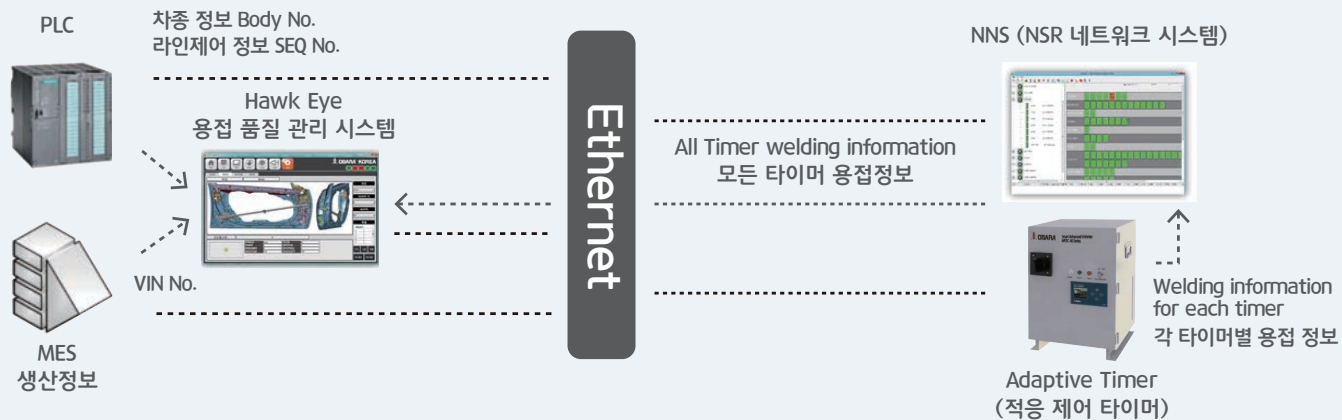 PLC
차종 정보 Body No.
라인제어 정보 SEQ No.
Hawk Eye
용접 품질 관리 시스템
OBARA KOREA
VIN No.
MES
생산정보
Ethernet
All Timer welding information
모든 타이머 용접정보
NNS (NSR 네트워크 시스템)
OBARA
Welding information
for each timer
각 타이머별 용접 정보
Adaptive Timer
(적응 제어 타이머)